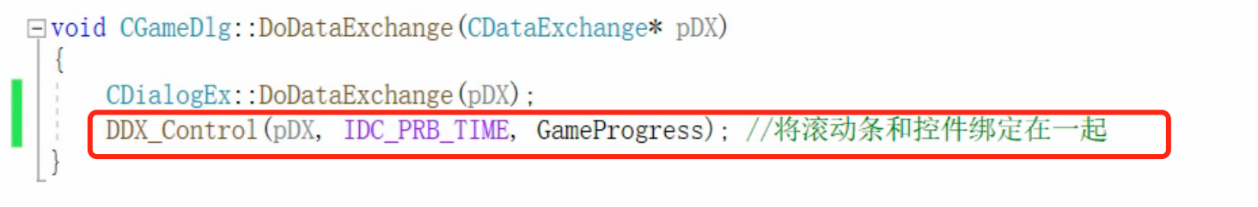 void CGameDlg::DoDataExchange(CDataExchange* pDX)
{
CDialogEx::DoDataExchange(pDX);
DDX_Control(pDX, IDC_PRB_TIME, GameProgress); //将滚动条和控件绑定在一起
}